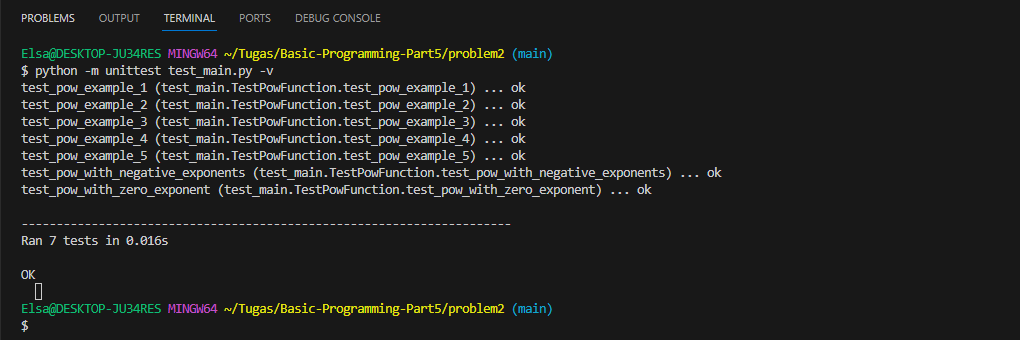 PROBLEMS OUTPUT TERMINAL PORTS DEBUG CONSOLE
Elsa@DESKTOP-JU34RES MINGW64 ~/Tugas/Basic-Programming-Part5/problem2 (main)
$ python -m unittest test_main.py -v
test_pow_example_1 (test_main.TestPowFunction.test_pow_example_1) ... ok
test_pow_example_2 (test_main.TestPowFunction.test_pow_example_2) ... ok
test_pow_example_3 (test_main.TestPowFunction.test_pow_example_3) ... ok
test_pow_example_4 (test_main.TestPowFunction.test_pow_example_4) ... ok
test_pow_example_5 (test_main.TestPowFunction.test_pow_example_5) ... ok
test_pow_with_negative_exponents (test_main.TestPowFunction.test_pow_with_negative_exponents) ... ok
test_pow_with_zero_exponent (test_main.TestPowFunction.test_pow_with_zero_exponent) ... ok
----------------------------------------------------------------------
Ran 7 tests in 0.016s
OK
Elsa@DESKTOP-JU34RES MINGW64 ~/Tugas/Basic-Programming-Part5/problem2 (main)
$